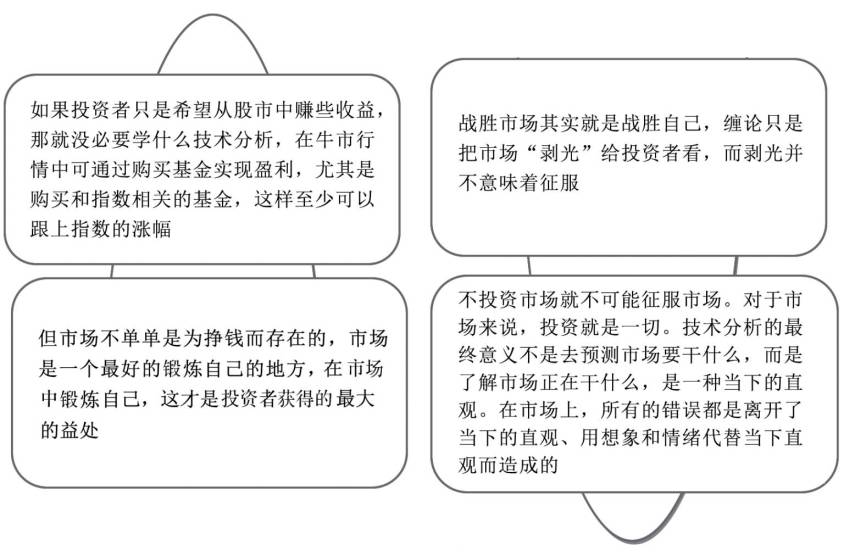 如果投资者只是希望从股市中赚些收益，
那就没必要学什么技术分析，在牛市行
情中可通过购买基金实现盈利，尤其是
购买和指数相关的基金，这样至少可以
跟上指数的涨幅
但市场不单单是为挣钱而存在的，市场
是一个最好的锻炼自己的地方，在市场
中锻炼自己，这才是投资者获得的最大
的益处
战胜市场其实就是战胜自己，缠论只是
把市场“剥光”给投资者看，而剥光并
不意味着征服
不投资市场就不可能征服市场。对于市
场来说，投资就是一切。技术分析的最
终意义不是去预测市场要干什么，而是
了解市场正在干什么，是一种当下的直
观。在市场上，所有的错误都是离开了
当下的直观、用想象和情绪代替当下直
观而造成的